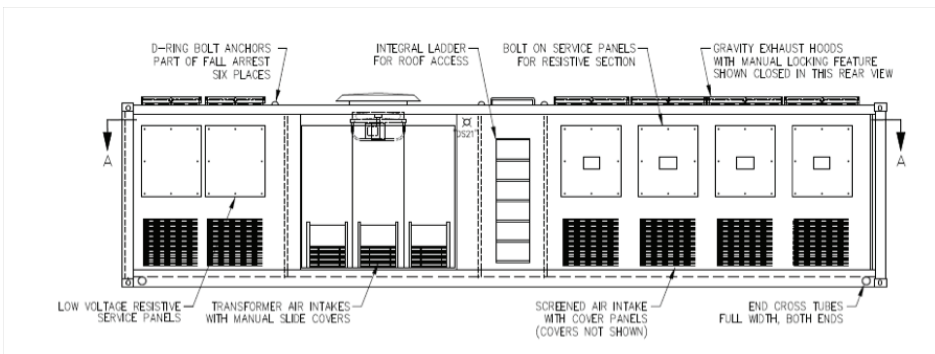 D-RING BOLT ANCHORS
PART OF FALL ARREST
SIX PLACES
INTEGRAL LADDER
FOR ROOF ACCESS
BOLT ON SERVICE PANELS
FOR RESISTIVE SECTION
GRAVITY EXHAUST HOODS
WITH MANUAL LOCKING FEATURE
SHOWN CLOSED IN THIS REAR VIEW
"DS21"
A
A
LOW VOLTAGE RESISTIVE
SERVICE PANELS
TRANSFORMER AIR INTAKES
WITH MANUAL SLIDE COVERS
SCREENED AIR INTAKE
WITH COVER PANELS
(COVERS NOT SHOWN)
END CROSS TUBES
FULL WIDTH, BOTH ENDS